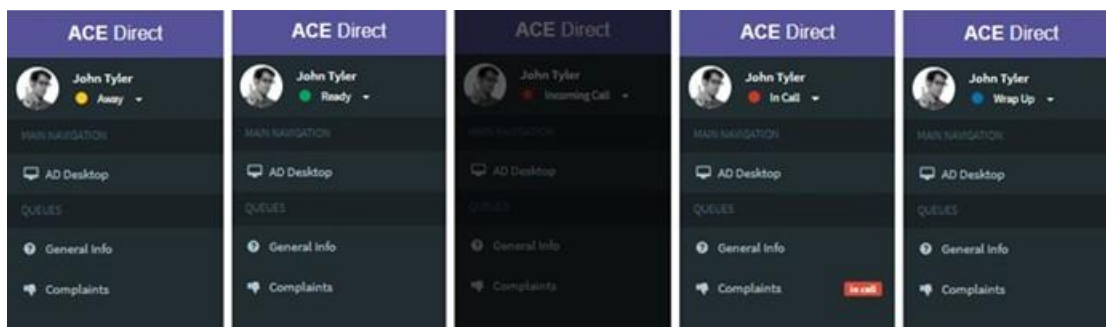 ACE Direct
John Tyler
Away
MAIN NAVIGATION
AD Desktop
QUEUES
General Info
Complaints
ACE Direct
John Tyler
Ready
MAIN NAVIGATION
AD Desktop
QUEUES
General Info
Complaints
ACE Direct
John Tyler
Incoming Call
MAIN NAVIGATION
AD Desktop
QUEUES
General Info
Complaints
ACE Direct
John Tyler
In Call
MAIN NAVIGATION
AD Desktop
QUEUES
General Info
Complaints in call
ACE Direct
John Tyler
Wrap Up
MAIN NAVIGATION
AD Desktop
QUEUES
General Info
Complaints